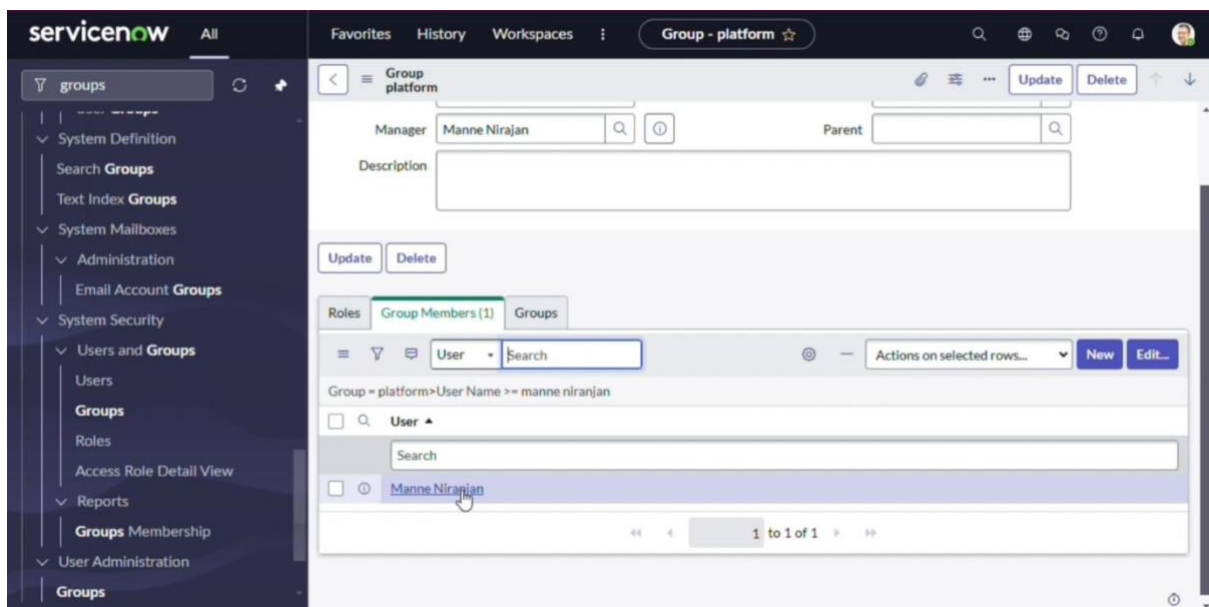 servicenow All Favorites History Workspaces Group - platform
groups
Group
platform
Update Delete
System Definition
Search Groups
Text Index Groups
System Mailboxes
Administration
Email Account Groups
System Security
Users and Groups
Users
Groups
Roles
Access Role Detail View
Reports
Groups Membership
User Administration
Groups
Manager Manne Nirajan Parent
Description
Update Delete
Roles Group Members (1) Groups
User Search Actions on selected rows... New Edit...
Group = platform>User Name >= manne niranjan
User
Search
Manne Niranjan
1 to 1 of 1